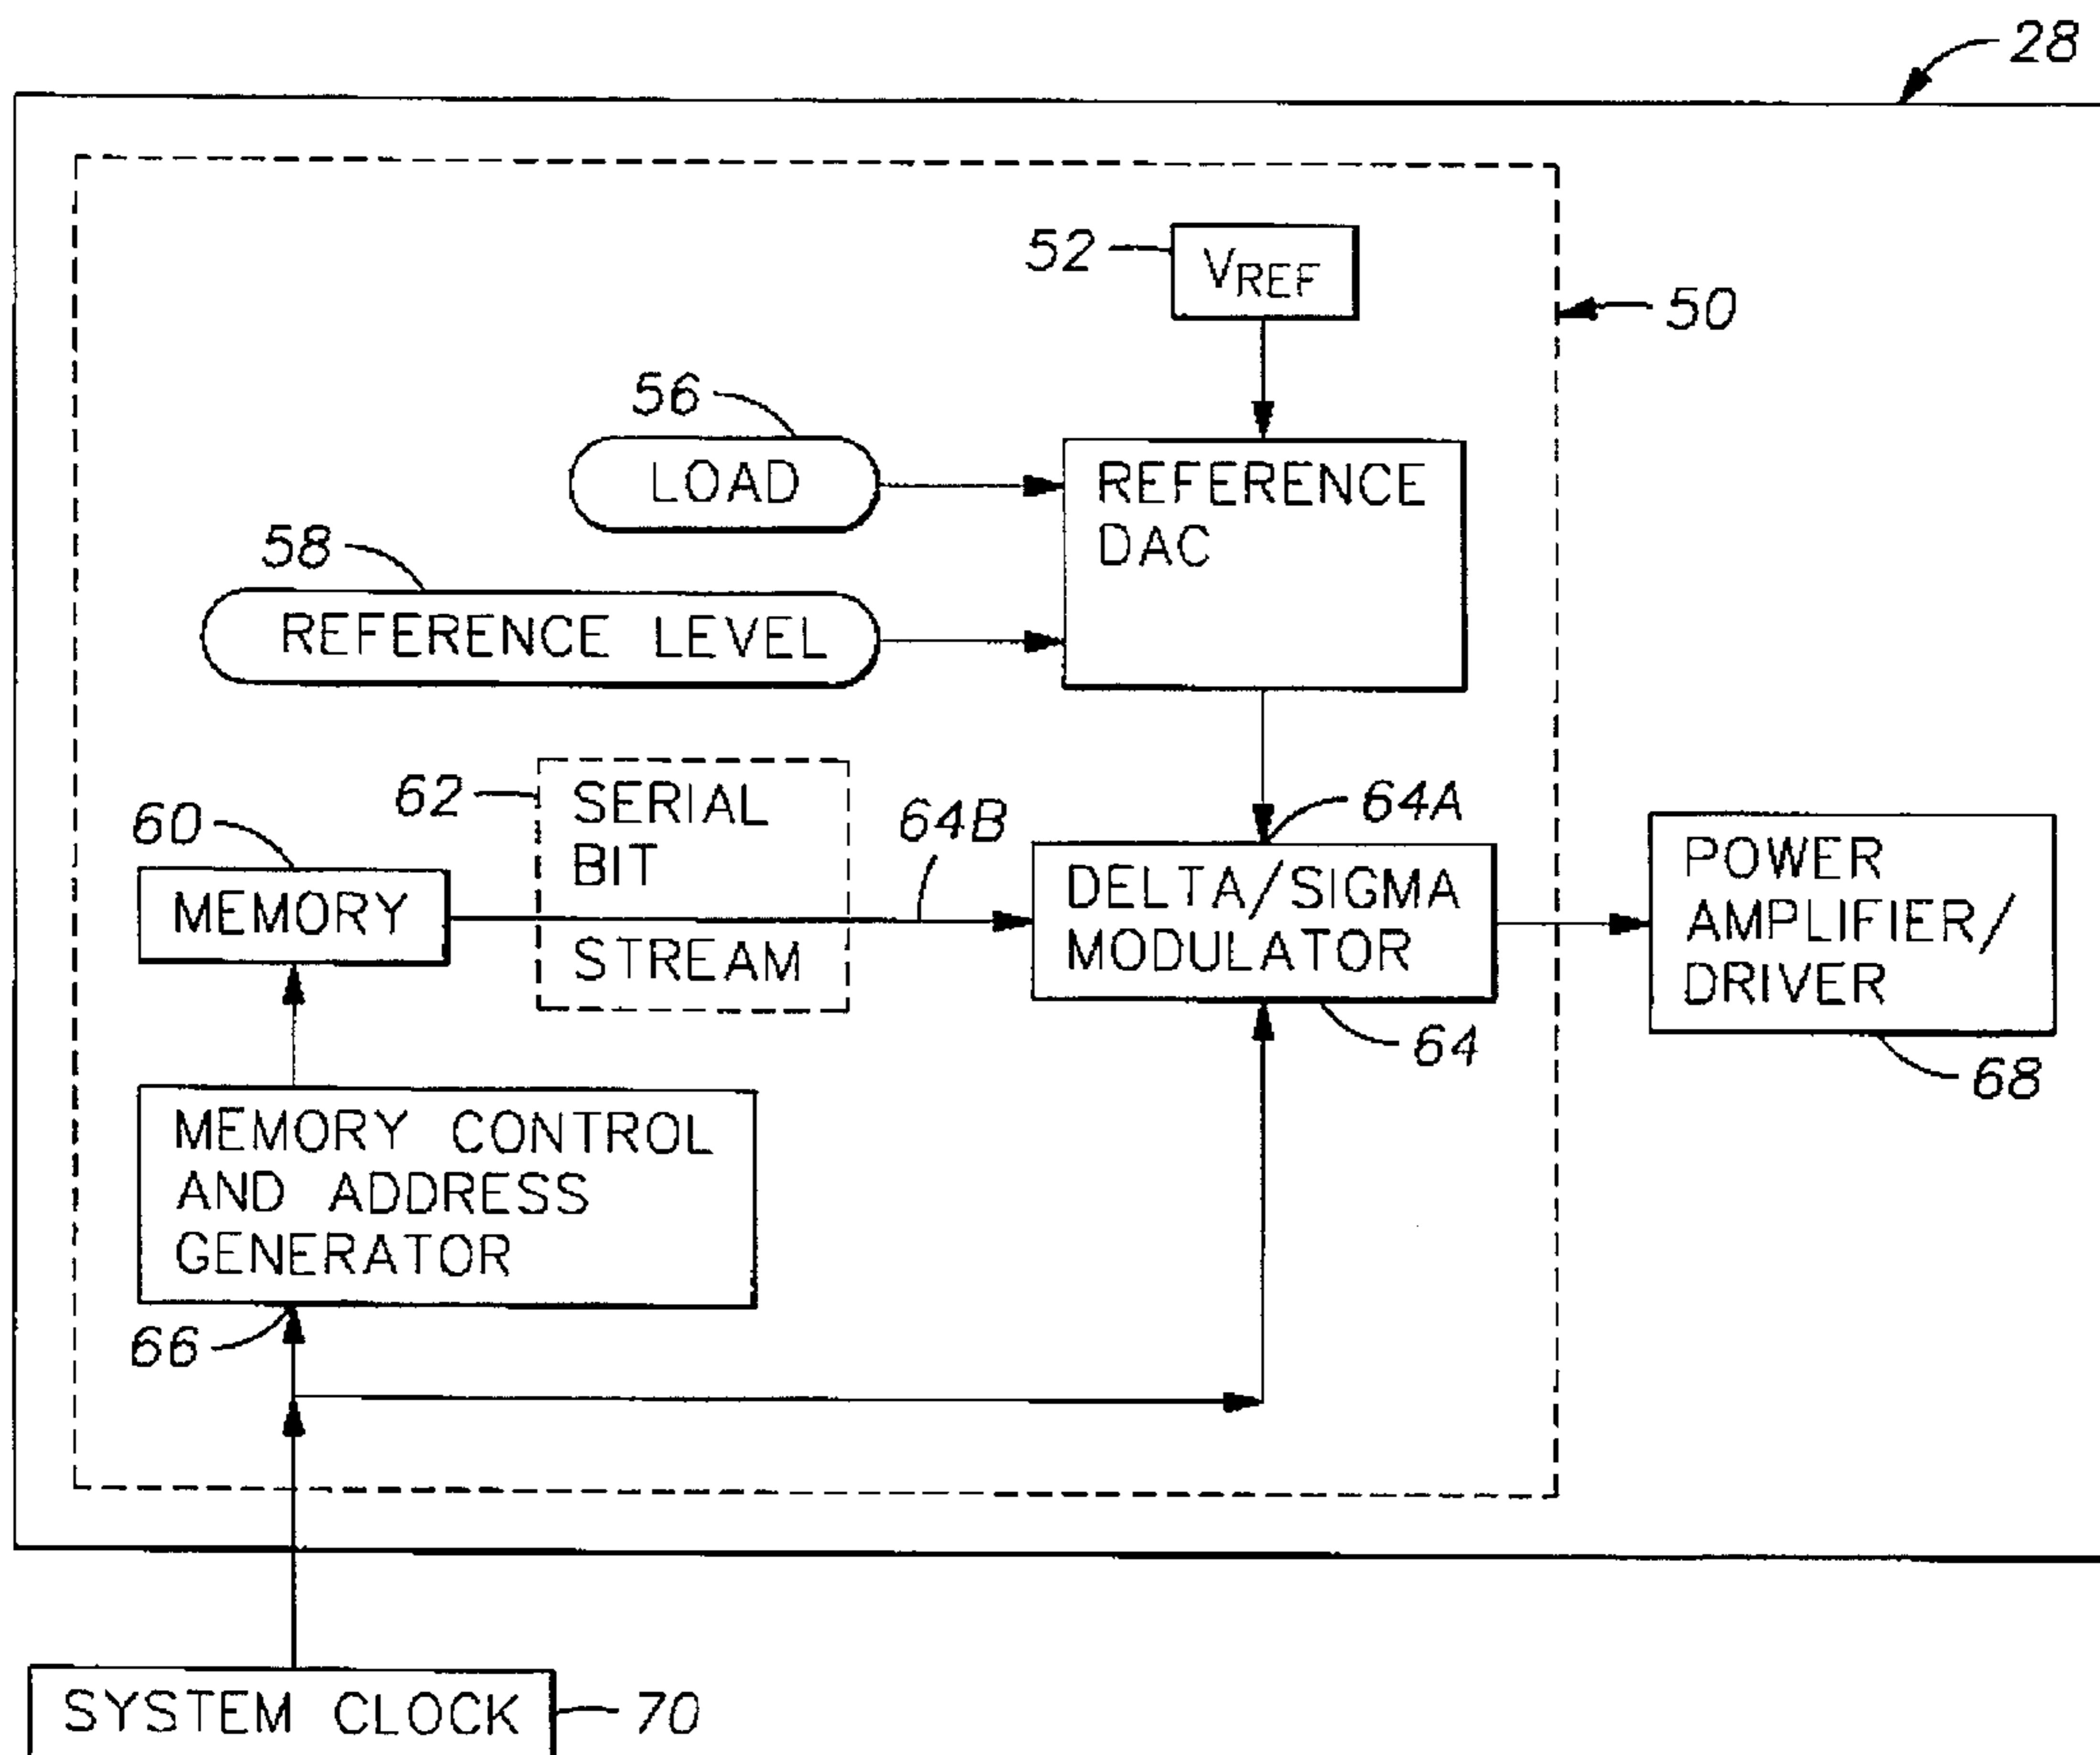 28
52
VREF
50
56
LOAD
REFERENCE
DAC
58
REFERENCE LEVEL
62
SERIAL
BIT
STREAM
60
MEMORY
64B
64A
DELTA/SIGMA
MODULATOR
64
POWER
AMPLIFIER/
DRIVER
68
MEMORY CONTROL
AND ADDRESS
GENERATOR
66
SYSTEM CLOCK
70